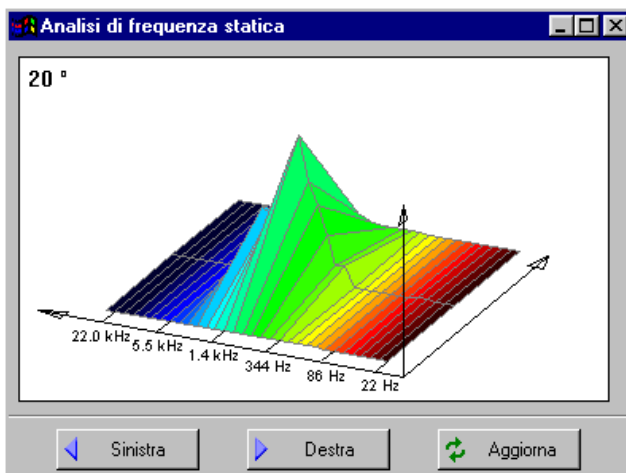 Analisi di frequenza statica
20 °
22.0 kHz
5.5 kHz
1.4 kHz
344 Hz
86 Hz
22 Hz
Sinistra
Destra
Aggiorna